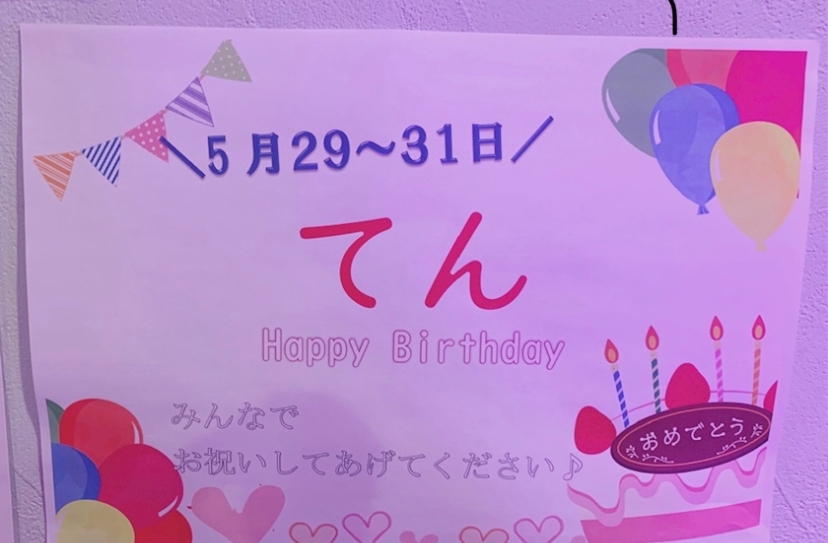 \5月29～31日/
てん
Happy Birthday
みんなで
お祝いしてあげてください♪
おめでとう